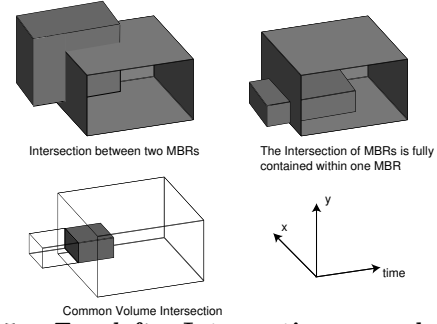 Intersection between two MBRs
The Intersection of MBRs is fully
contained within one MBR
y
x
time
Common Volume Intersection